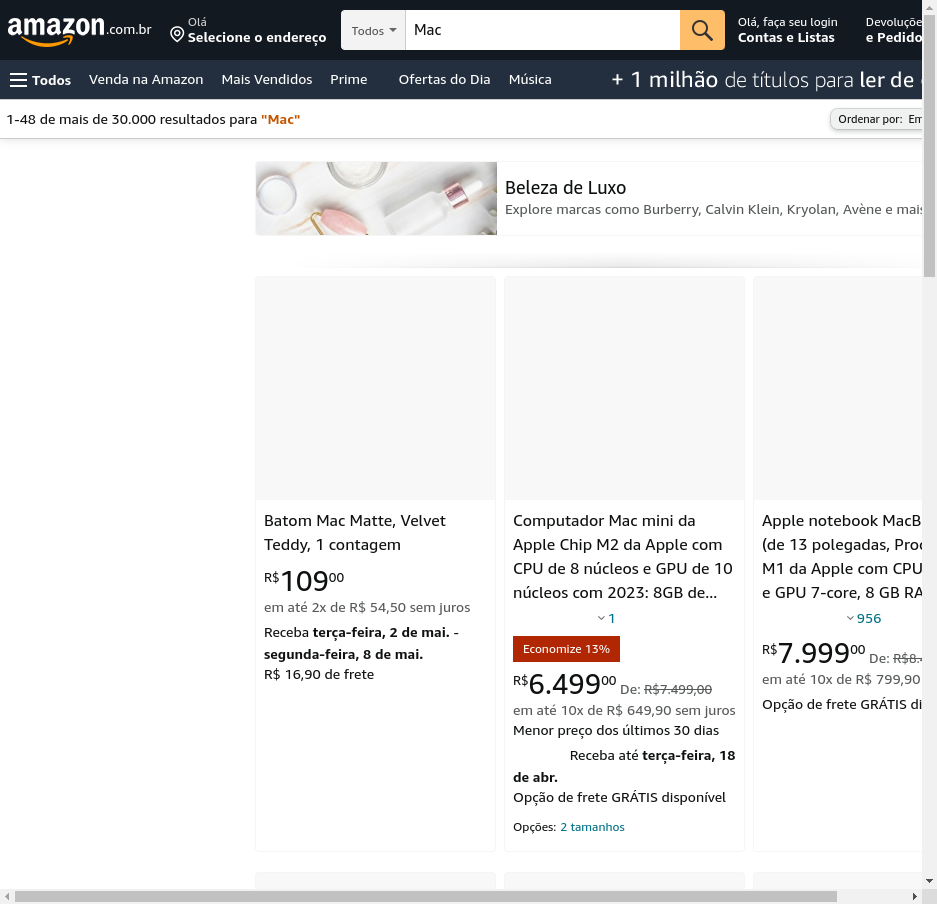 amazon.com.br
Olá
Selecione o endereço
Todos
Mac
Olá, faça seu login
Contas e Listas
Devoluçõe
e Pedido
Todos
Venda na Amazon
Mais Vendidos
Prime
Ofertas do Dia
Música
+ 1 milhão de títulos para ler de
1-48 de mais de 30.000 resultados para "Mac"
Ordenar por: Em
Beleza de Luxo
Explore marcas como Burberry, Calvin Klein, Kryolan, Avène e mais
Batom Mac Matte, Velvet
Teddy, 1 contagem
R$10900
em até 2x de R$ 54,50 sem juros
Receba terça-feira, 2 de mai. -
segunda-feira, 8 de mai.
R$ 16,90 de frete
Computador Mac mini da
Apple Chip M2 da Apple com
CPU de 8 núcleos e GPU de 10
núcleos com 2023: 8GB de...
1
Economize 13%
R$6.49900 De: R$7.499,00
em até 10x de R$ 649,90 sem juros
Menor preço dos últimos 30 dias
Receba até terça-feira, 18
de abr.
Opção de frete GRÁTIS disponível
Opções: 2 tamanhos
Apple notebook MacB
(de 13 polegadas, Proc
M1 da Apple com CPU
e GPU 7-core, 8 GB RA
956
R$7.99900 De: R$8.
em até 10x de R$ 799,90
Opção de frete GRÁTIS di